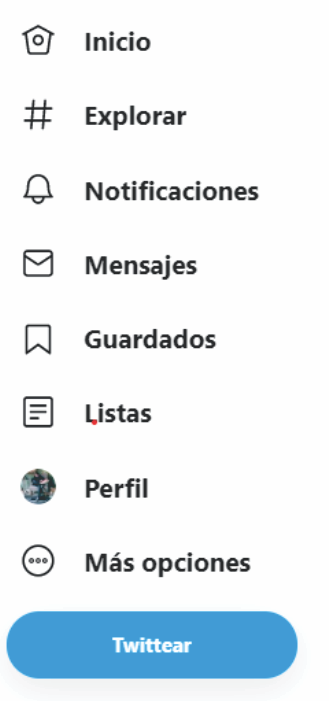 Inicio
Explorar
Notificaciones
Mensajes
Guardados
Listas
Perfil
Más opciones
Twittear